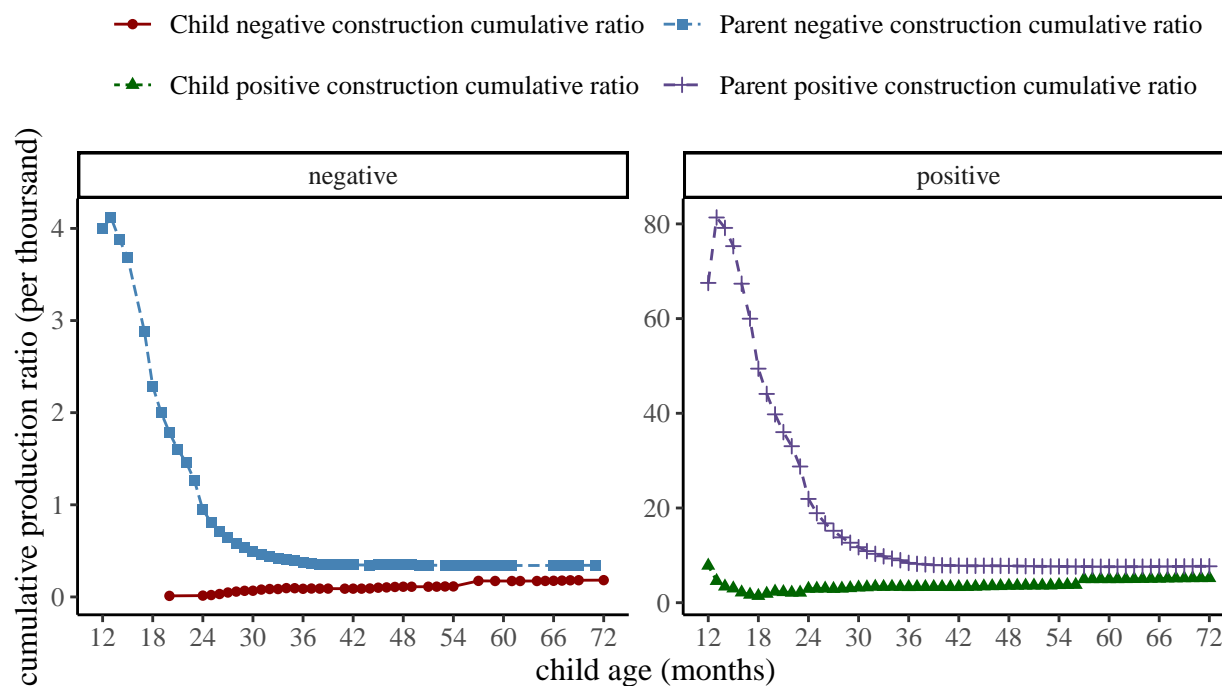 Child negative construction cumulative ratio
Parent negative construction cumulative ratio
Child positive construction cumulative ratio
Parent positive construction cumulative ratio
cumulative production ratio (per thoursand)
negative
positive
4
3
2
1
0
80
60
40
20
0
12 18 24 30 36 42 48 54 60 66 72
12 18 24 30 36 42 48 54 60 66 72
child age (months)